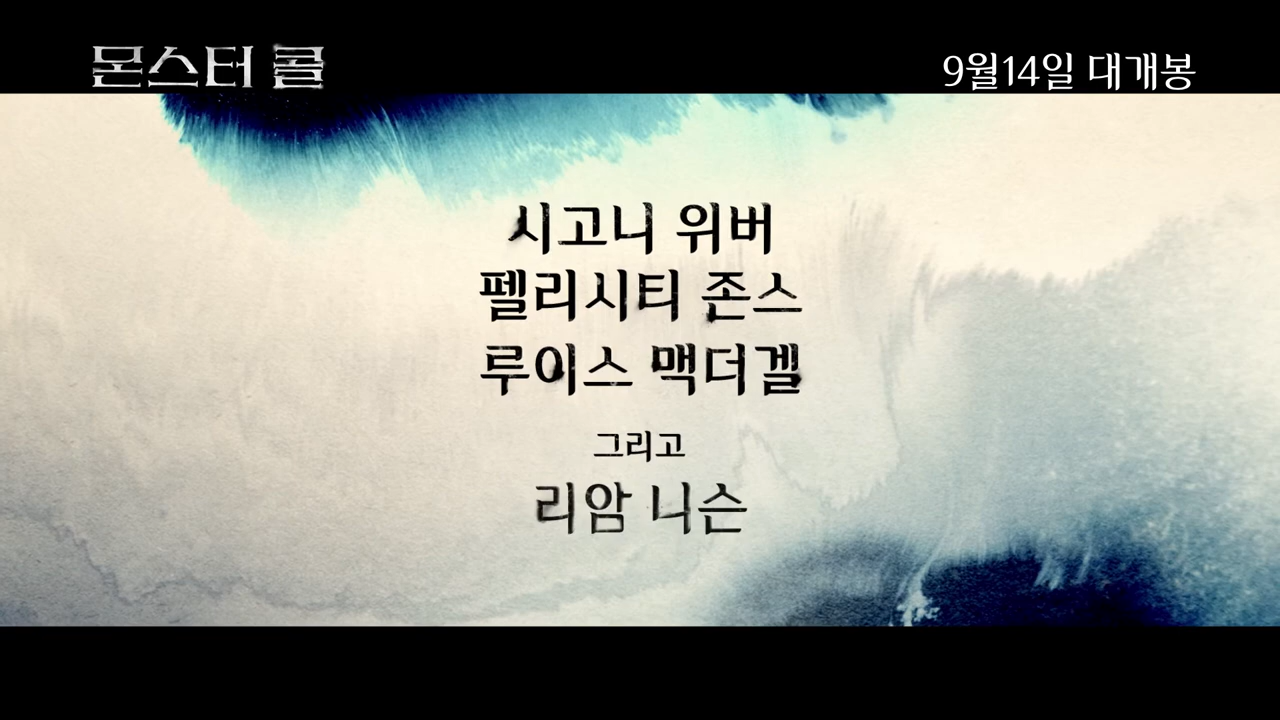 몬스터 콜
9월14일 대개봉
시고니 위버
펠리시티 존스
루이스 맥더겔
그리고
리암 니슨